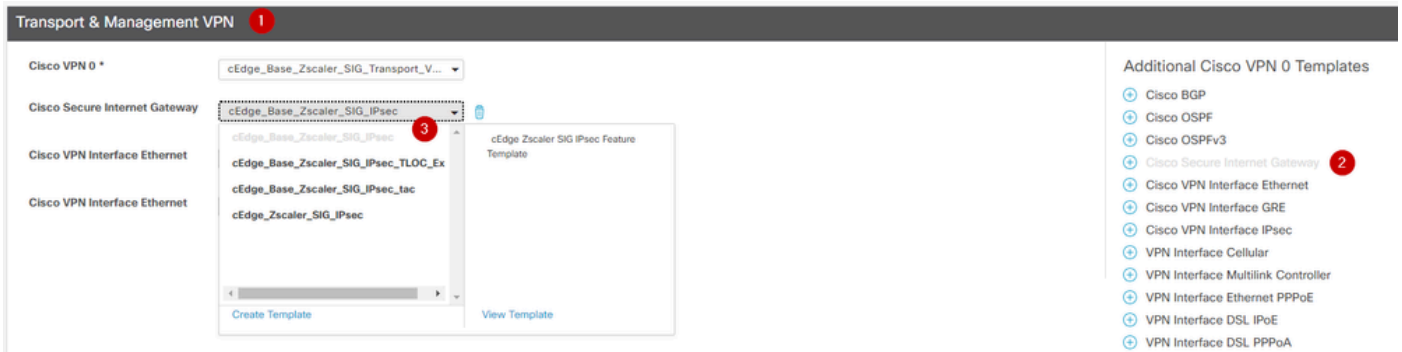 Transport & Management VPN 1
Cisco VPN 0 *
cEdge_Base_Zscaler_SIG_Transport_V...
Cisco Secure Internet Gateway
cEdge_Base_Zscaler_SIG_IPsec
cEdge_Base_Zscaler_SIG_IPsec
3
cEdge_Base_Zscaler_SIG_IPsec_TLOC_Ex
cEdge_Base_Zscaler_SIG_IPsec_tac
cEdge_Zscaler_SIG_IPsec
Create Template
cEdge Zscaler SIG IPsec Feature
Template
View Template
Cisco VPN Interface Ethernet
Cisco VPN Interface Ethernet
Additional Cisco VPN 0 Templates
Cisco BGP
Cisco OSPF
Cisco OSPFv3
Cisco Secure Internet Gateway 2
Cisco VPN Interface Ethernet
Cisco VPN Interface GRE
Cisco VPN Interface IPsec
VPN Interface Cellular
VPN Interface Multilink Controller
VPN Interface Ethernet PPPoE
VPN Interface DSL IPoE
VPN Interface DSL PPPoA